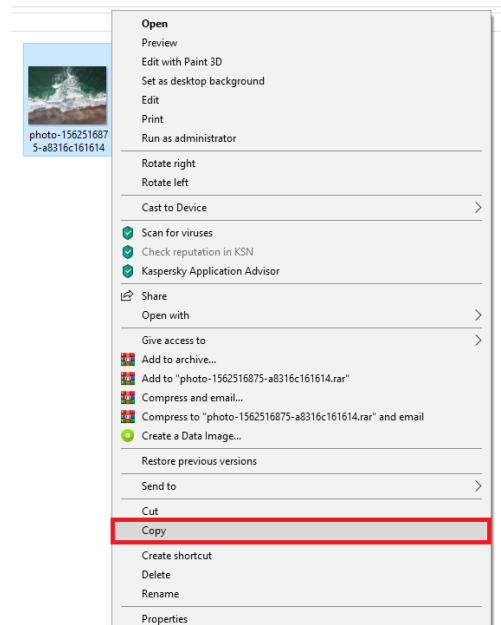 Open
Preview
Edit with Paint 3D
Set as desktop background
Edit
Print
Run as administrator
photo-156251687
5-a8316c161614
Rotate right
Rotate left
Cast to Device
Scan for viruses
Check reputation in KSN
Kaspersky Application Advisor
Share
Open with
Give access to
Add to archive...
Add to "photo-1562516875-a8316c161614.rar"
Compress and email...
Compress to "photo-1562516875-a8316c161614.rar" and email
Create a Data Image...
Restore previous versions
Send to
Cut
Copy
Create shortcut
Delete
Rename
Properties